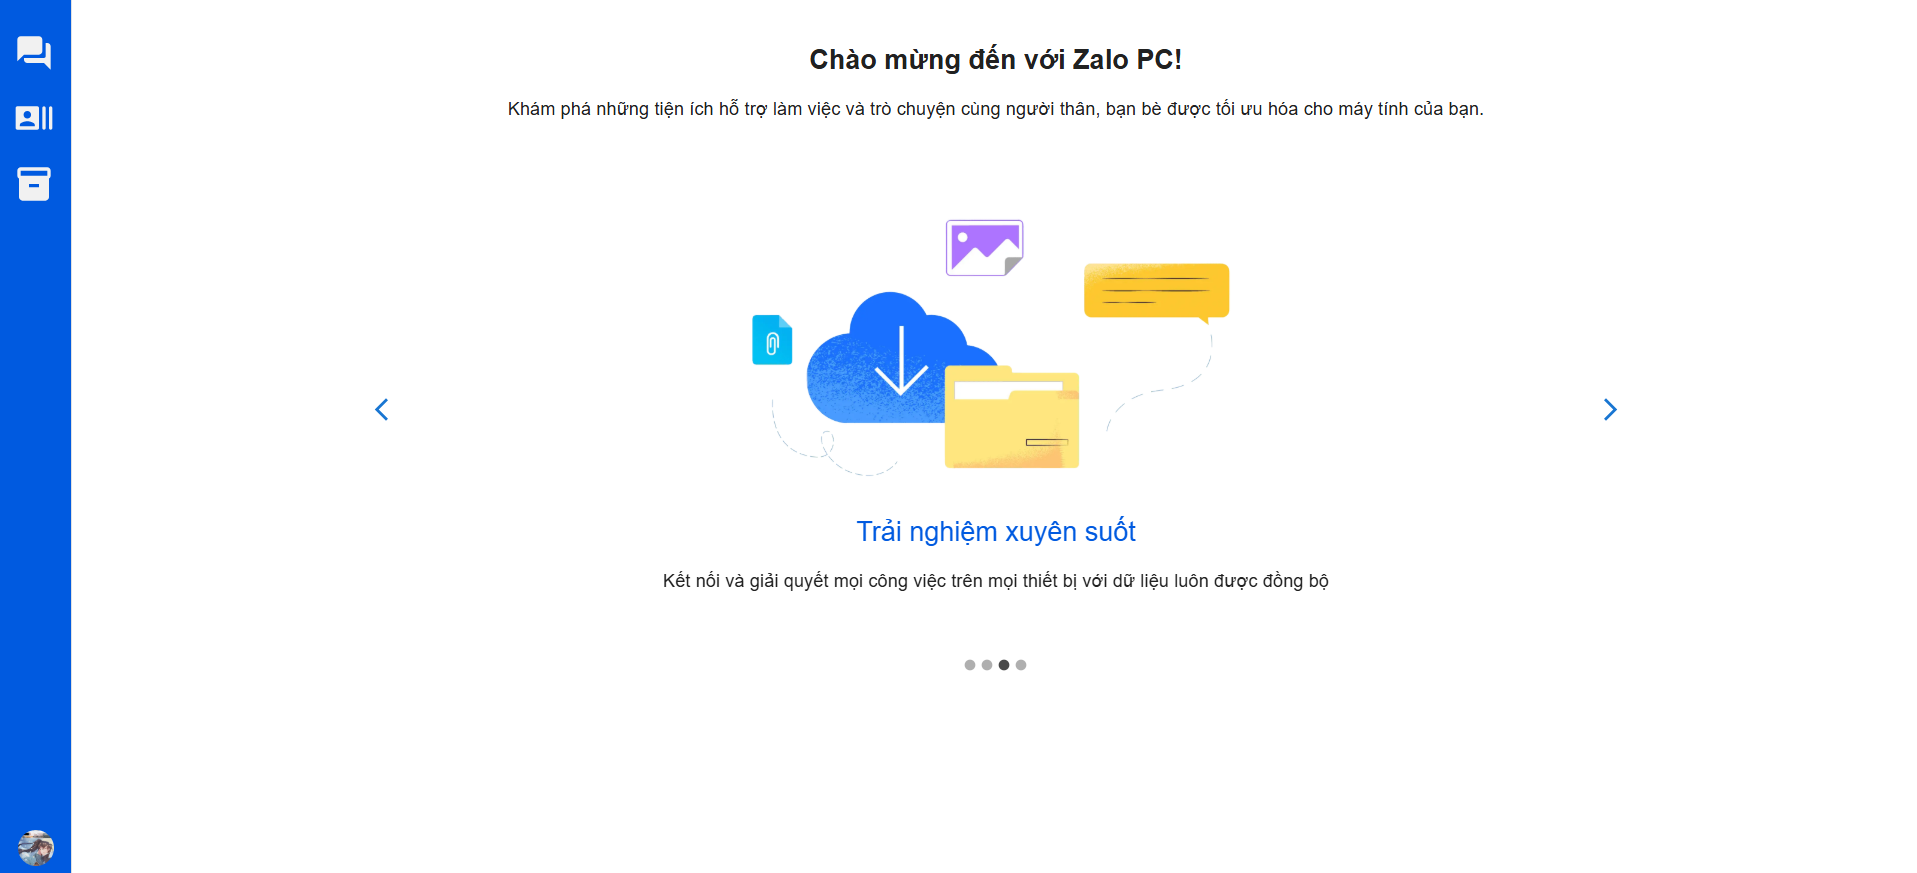 Chào mừng đến với Zalo PC!
Khám phá những tiện ích hỗ trợ làm việc và trò chuyện cùng người thân, bạn bè được tối ưu hóa cho máy tính của bạn.
Trải nghiệm xuyên suốt
Kết nối và giải quyết mọi công việc trên mọi thiết bị với dữ liệu luôn được đồng bộ